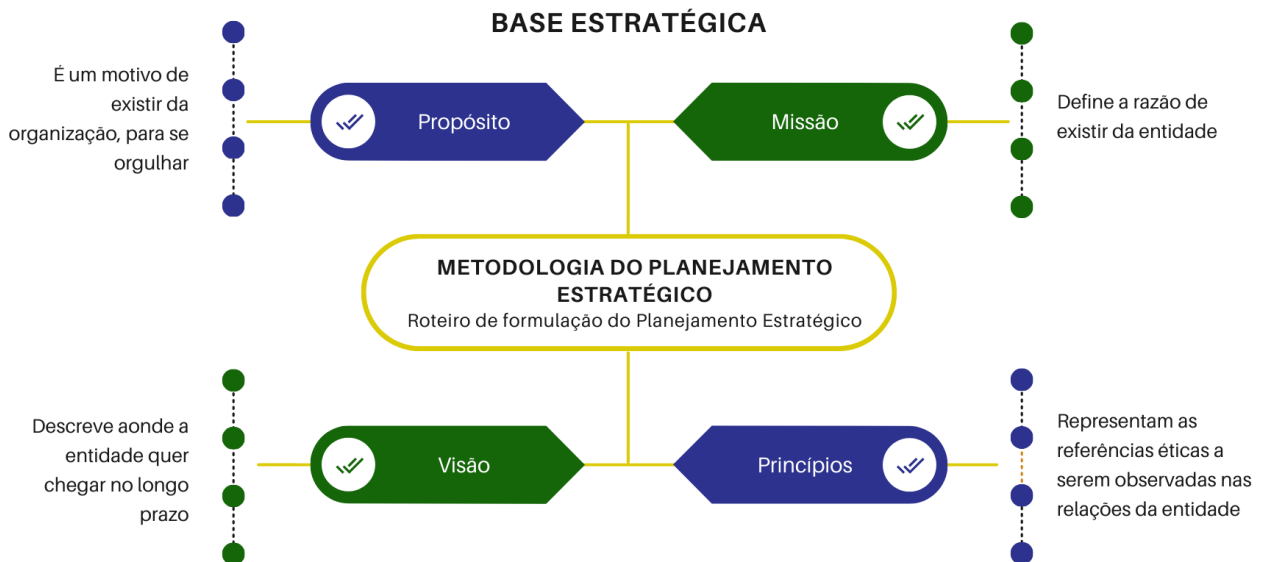 BASE ESTRATÉGICA
É um motivo de
existir da
organização, para se
orgulhar
Propósito
Missão
Define a razão de
existir da entidade
METODOLOGIA DO PLANEJAMENTO
ESTRATÉGICO
Roteiro de formulação do Planejamento Estratégico
Descreve aonde a
entidade quer
chegar no longo
prazo
Visão
Princípios
Representam as
referências éticas a
serem observadas nas
relações da entidade